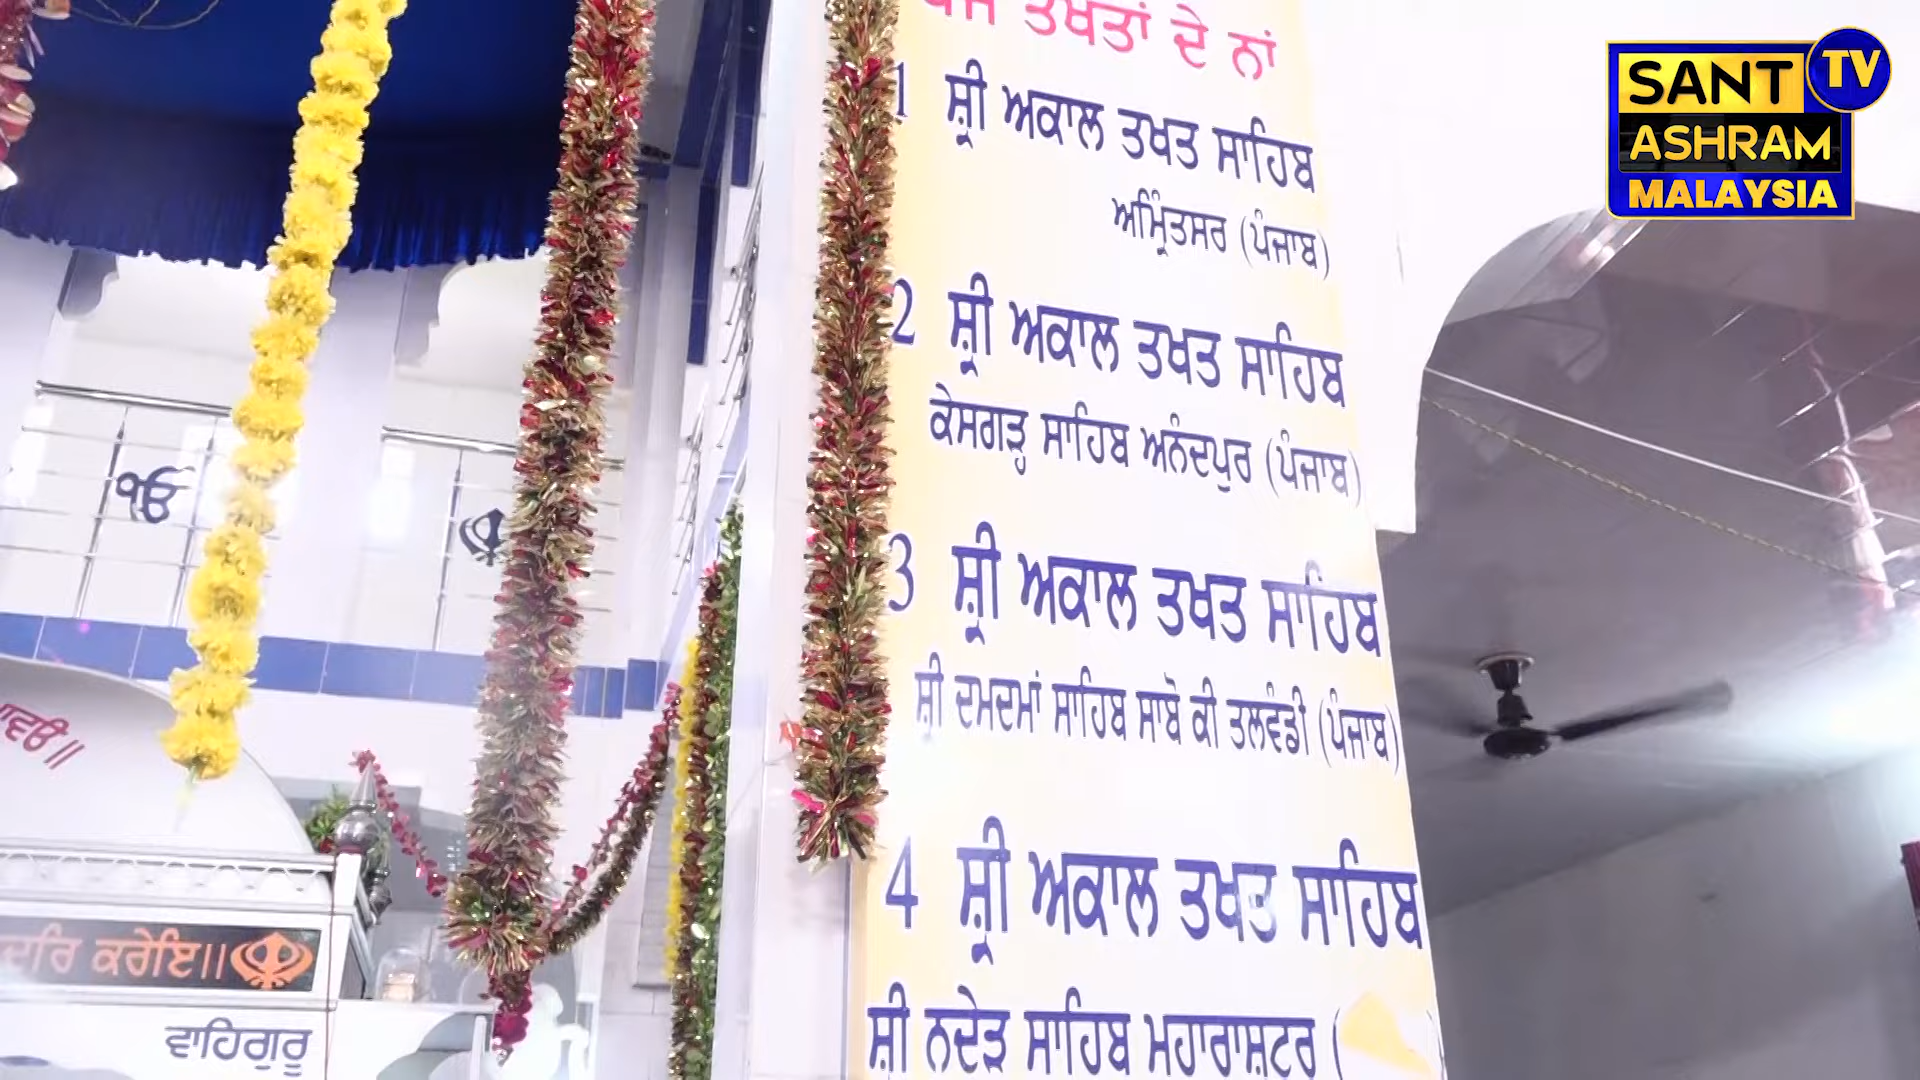 ਤਖਤਾਂ ਦੇ ਨਾਂ
1 ਸ਼੍ਰੀ ਅਕਾਲ ਤਖਤ ਸਾਹਿਬ
ਅਮ੍ਰਿੰਤਸਰ (ਪੰਜਾਬ)
2 ਸ਼੍ਰੀ ਅਕਾਲ ਤਖਤ ਸਾਹਿਬ
ਕੇਸਗੜ੍ਹ ਸਾਹਿਬ ਅਨੰਦਪੁਰ (ਪੰਜਾਬ)
3 ਸ਼੍ਰੀ ਅਕਾਲ ਤਖਤ ਸਾਹਿਬ
ਸ਼੍ਰੀ ਦਮਦਮਾਂ ਸਾਹਿਬ ਸਾਬੋ ਕੀ ਤਲਵੰਡੀ (ਪੰਜਾਬ)
4 ਸ਼੍ਰੀ ਅਕਾਲ ਤਖਤ ਸਾਹਿਬ
ਸ਼੍ਰੀ ਨਦੇੜ ਸਾਹਿਬ ਮਹਾਰਾਸ਼ਟਰ (
ੴ
ਕਰੇਇ॥
ਵਾਹਿਗੁਰੂ
SANT TV
ASHRAM
MALAYSIA